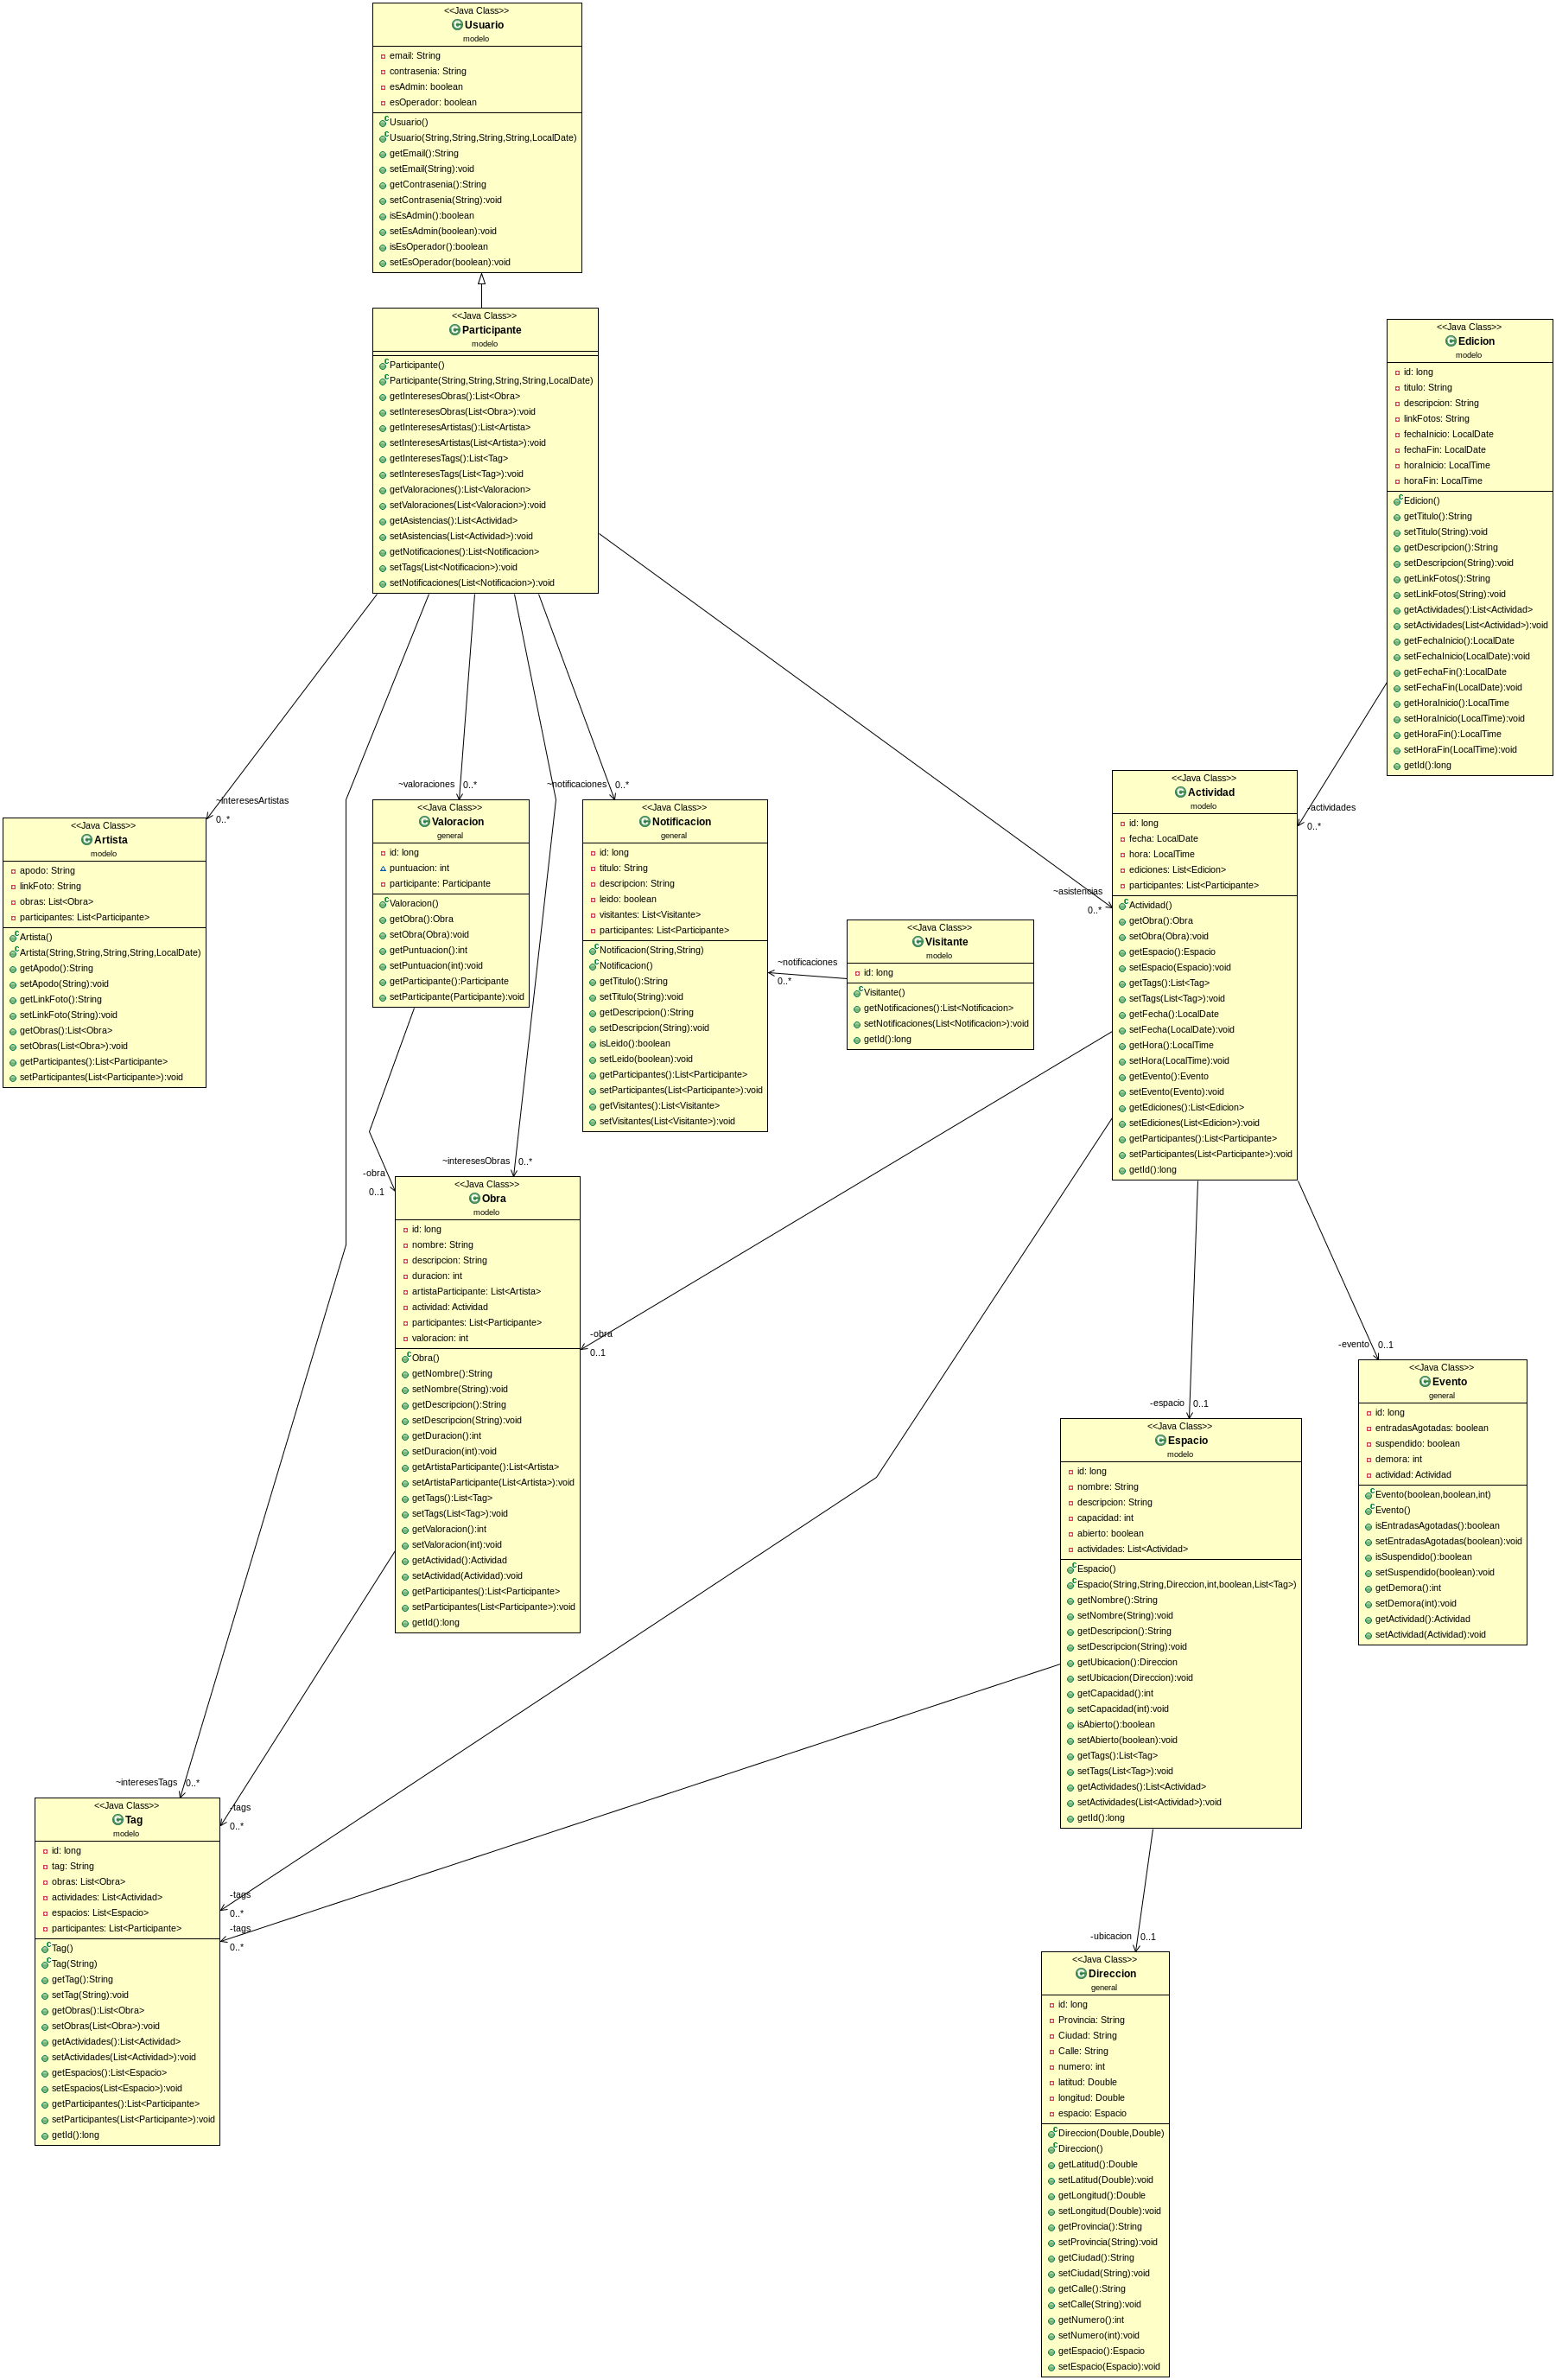 <<Java Class>>
Usuario
modelo
email: String
contrasenia: String
esAdmin: boolean
esOperador: boolean
Usuario()
Usuario(String,String,String,String,LocalDate)
getEmail():String
setEmail(String):void
getContrasenia():String
setContrasenia(String):void
isEsAdmin():boolean
setEsAdmin(boolean):void
isEsOperador():boolean
setEsOperador(boolean):void
<<Java Class>>
Participante
modelo
Participante()
Participante(String,String,String,String,LocalDate)
getInteresesObras():List<Obra>
setInteresesObras(List<Obra>):void
getInteresesArtistas():List<Artista>
setInteresesArtistas(List<Artista>):void
getInteresesTags():List<Tag>
setInteresesTags(List<Tag>):void
getValoraciones():List<Valoracion>
setValoraciones(List<Valoracion>):void
getAsistencias():List<Actividad>
setAsistencias(List<Actividad>):void
getNotificaciones():List<Notificacion>
setTags(List<Notificacion>):void
setNotificaciones(List<Notificacion>):void
<<Java Class>>
Edicion
modelo
id: long
titulo: String
descripcion: String
linkFotos: String
fechaInicio: LocalDate
fechaFin: LocalDate
horaInicio: LocalTime
horaFin: LocalTime
Edicion()
getTitulo():String
setTitulo(String):void
getDescripcion():String
setDescripcion(String):void
getLinkFotos():String
setLinkFotos(String):void
getActividades():List<Actividad>
setActividades(List<Actividad>):void
getFechaInicio():LocalDate
setFechaInicio(LocalDate):void
getFechaFin():LocalDate
setFechaFin(LocalDate):void
getHoraInicio():LocalTime
setHoraInicio(LocalTime):void
getHoraFin():LocalTime
setHoraFin(LocalTime):void
getId():long
~interesesArtistas
0..*
~valoraciones
0..*
~notificaciones
0..*
~asistencias
0..*
-actividades
0..*
<<Java Class>>
Artista
modelo
apodo: String
linkFoto: String
obras: List<Obra>
participantes: List<Participante>
Artista()
Artista(String,String,String,String,LocalDate)
getApodo():String
setApodo(String):void
getLinkFoto():String
setLinkFoto(String):void
getObras():List<Obra>
setObras(List<Obra>):void
getParticipantes():List<Participante>
setParticipantes(List<Participante>):void
<<Java Class>>
Valoracion
general
id: long
puntuacion: int
participante: Participante
Valoracion()
getObra():Obra
setObra(Obra):void
getPuntuacion():int
setPuntuacion(int):void
getParticipante():Participante
setParticipante(Participante):void
<<Java Class>>
Notificacion
general
id: long
titulo: String
descripcion: String
leido: boolean
visitantes: List<Visitante>
participantes: List<Participante>
Notificacion(String,String)
Notificacion()
getTitulo():String
setTitulo(String):void
getDescripcion():String
setDescripcion(String):void
isLeido():boolean
setLeido(boolean):void
getParticipantes():List<Participante>
setParticipantes(List<Participante>):void
getVisitantes():List<Visitante>
setVisitantes(List<Visitante>):void
~notificaciones
0..*
<<Java Class>>
Visitante
modelo
id: long
Visitante()
getNotificaciones():List<Notificacion>
setNotificaciones(List<Notificacion>):void
getId():long
<<Java Class>>
Actividad
modelo
id: long
fecha: LocalDate
hora: LocalTime
ediciones: List<Edicion>
participantes: List<Participante>
Actividad()
getObra():Obra
setObra(Obra):void
getEspacio():Espacio
setEspacio(Espacio):void
getTags():List<Tag>
setTags(List<Tag>):void
getFecha():LocalDate
setFecha(LocalDate):void
getHora():LocalTime
setHora(LocalTime):void
getEvento():Evento
setEvento(Evento):void
getEdiciones():List<Edicion>
setEdiciones(List<Edicion>):void
getParticipantes():List<Participante>
setParticipantes(List<Participante>):void
getId():long
-obra
0..1
~interesesObras
0..*
-obra
0..1
<<Java Class>>
Obra
modelo
id: long
nombre: String
descripcion: String
duracion: int
artistaParticipante: List<Artista>
actividad: Actividad
participantes: List<Participante>
valoracion: int
Obra()
getNombre():String
setNombre(String):void
getDescripcion():String
setDescripcion(String):void
getDuracion():int
setDuracion(int):void
getArtistaParticipante():List<Artista>
setArtistaParticipante(List<Artista>):void
getTags():List<Tag>
setTags(List<Tag>):void
getValoracion():int
setValoracion(int):void
getActividad():Actividad
setActividad(Actividad):void
getParticipantes():List<Participante>
setParticipantes(List<Participante>):void
getId():long
-espacio
0..1
-evento
0..1
<<Java Class>>
Espacio
modelo
id: long
nombre: String
descripcion: String
capacidad: int
abierto: boolean
actividades: List<Actividad>
Espacio()
Espacio(String,String,Direccion,int,boolean,List<Tag>)
getNombre():String
setNombre(String):void
getDescripcion():String
setDescripcion(String):void
getUbicacion():Direccion
setUbicacion(Direccion):void
getCapacidad():int
setCapacidad(int):void
isAbierto():boolean
setAbierto(boolean):void
getTags():List<Tag>
setTags(List<Tag>):void
getActividades():List<Actividad>
setActividades(List<Actividad>):void
getId():long
<<Java Class>>
Evento
general
id: long
entradasAgotadas: boolean
suspendido: boolean
demora: int
actividad: Actividad
Evento(boolean,boolean,int)
Evento()
isEntradasAgotadas():boolean
setEntradasAgotadas(boolean):void
isSuspendido():boolean
setSuspendido(boolean):void
getDemora():int
setDemora(int):void
getActividad():Actividad
setActividad(Actividad):void
~interesesTags
0..*
-tags
0..*
-tags
0..*
-tags
0..*
<<Java Class>>
Tag
modelo
id: long
tag: String
obras: List<Obra>
actividades: List<Actividad>
espacios: List<Espacio>
participantes: List<Participante>
Tag()
Tag(String)
getTag():String
setTag(String):void
getObras():List<Obra>
setObras(List<Obra>):void
getActividades():List<Actividad>
setActividades(List<Actividad>):void
getEspacios():List<Espacio>
setEspacios(List<Espacio>):void
getParticipantes():List<Participante>
setParticipantes(List<Participante>):void
getId():long
-ubicacion
0..1
<<Java Class>>
Direccion
general
id: long
Provincia: String
Ciudad: String
Calle: String
numero: int
latitud: Double
longitud: Double
espacio: Espacio
Direccion(Double,Double)
Direccion()
getLatitud():Double
setLatitud(Double):void
getLongitud():Double
setLongitud(Double):void
getProvincia():String
setProvincia(String):void
getCiudad():String
setCiudad(String):void
getCalle():String
setCalle(String):void
getNumero():int
setNumero(int):void
getEspacio():Espacio
setEspacio(Espacio):void